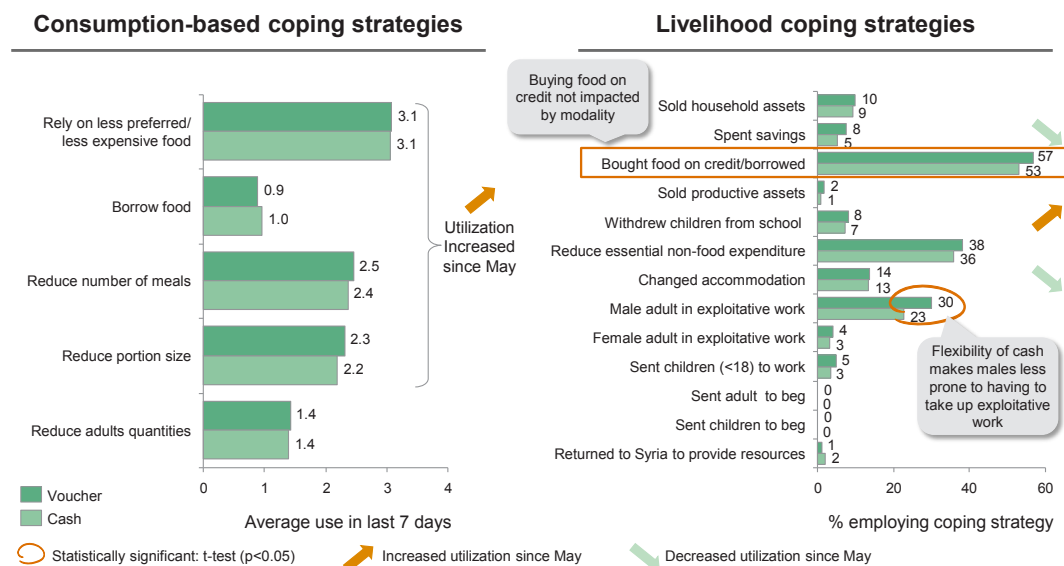 Consumption-based coping strategies
Rely on less preferred/
less expensive food
3.1
3.1
Borrow food
0.9
1.0
Reduce number of meals
2.5
2.4
Reduce portion size
2.3
2.2
Reduce adults quantities
1.4
1.4
Utilization
Increased
since May
0
1
2
3
4
Average use in last 7 days
Voucher
Cash
Livelihood coping strategies
Buying food on
credit not impacted
by modality
Sold household assets
10
9
Spent savings
8
5
Bought food on credit/borrowed
57
53
Sold productive assets
2
1
Withdrew children from school
8
7
Reduce essential non-food expenditure
38
36
Changed accommodation
14
13
Male adult in exploitative work
30
23
Female adult in exploitative work
4
3
Sent children (<18) to work
5
3
Sent adult to beg
0
0
Sent children to beg
0
0
Returned to Syria to provide resources
1
2
Flexibility of cash
makes males less
prone to having to
take up exploitative
work
0
20
40
60
% employing coping strategy
Statistically significant: t-test (p<0.05)
Increased utilization since May
Decreased utilization since May